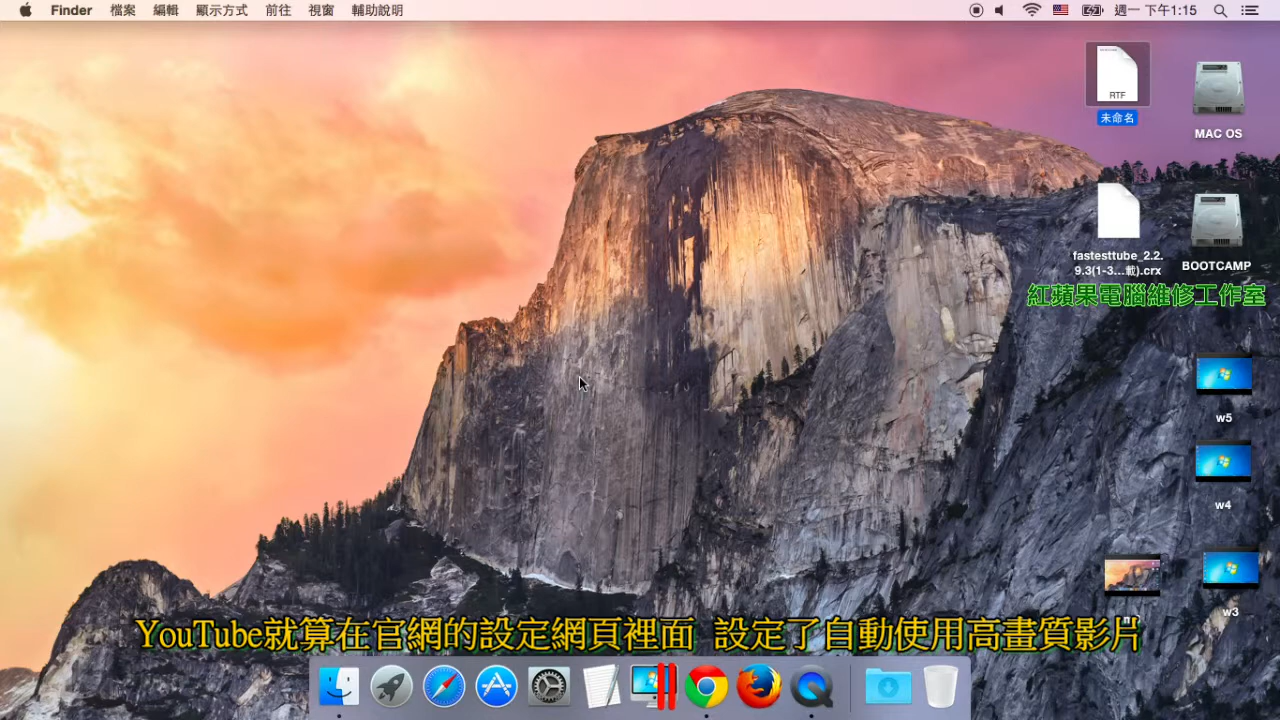 Finder 檔案 編輯 顯示方式 前往 視窗 輔助說明 週一 下午1:15
RTF
未命名
MAC OS
fastesttube_2.2.
9.3(1-3...載).crx
BOOTCAMP
紅蘋果電腦維修工作室
w5
w4
w3
YouTube就算在官網的設定網頁裡面 設定了自動使用高畫質影片